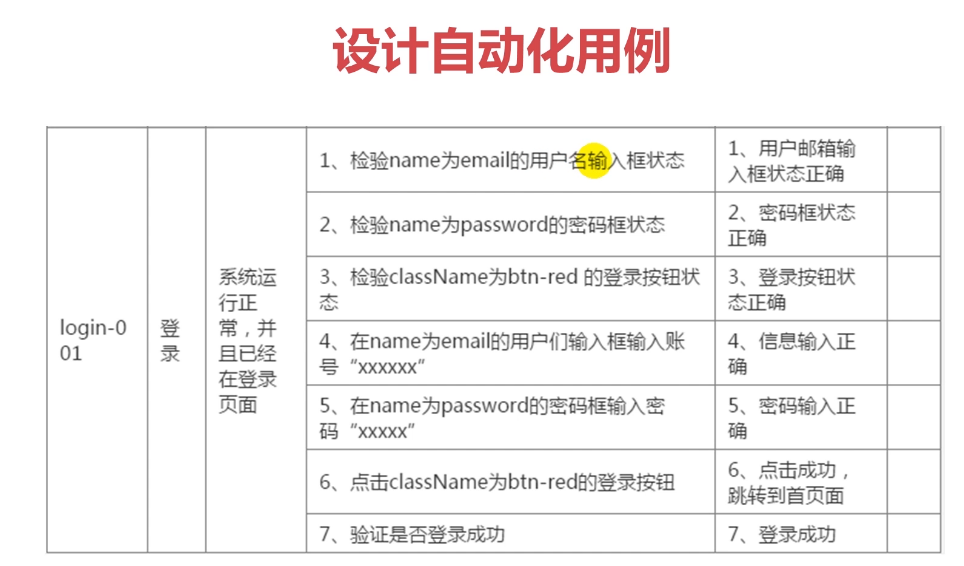 设计自动化用例
login-0
01
登
录
系统运
行正
常，并
且已经
在登录
页面
1、检验name为email的用户名输入框状态
1、用户邮箱输
入框状态正确
2、检验name为password的密码框状态
2、密码框状态
正确
3、检验className为btn-red 的登录按钮状
态
3、登录按钮状
态正确
4、在name为email的用户们输入框输入账
号“xxxxxx”
4、信息输入正
确
5、在name为password的密码框输入密
码“xxxxx”
5、密码输入正
确
6、点击className为btn-red的登录按钮
6、点击成功，
跳转到首页面
7、验证是否登录成功
7、登录成功